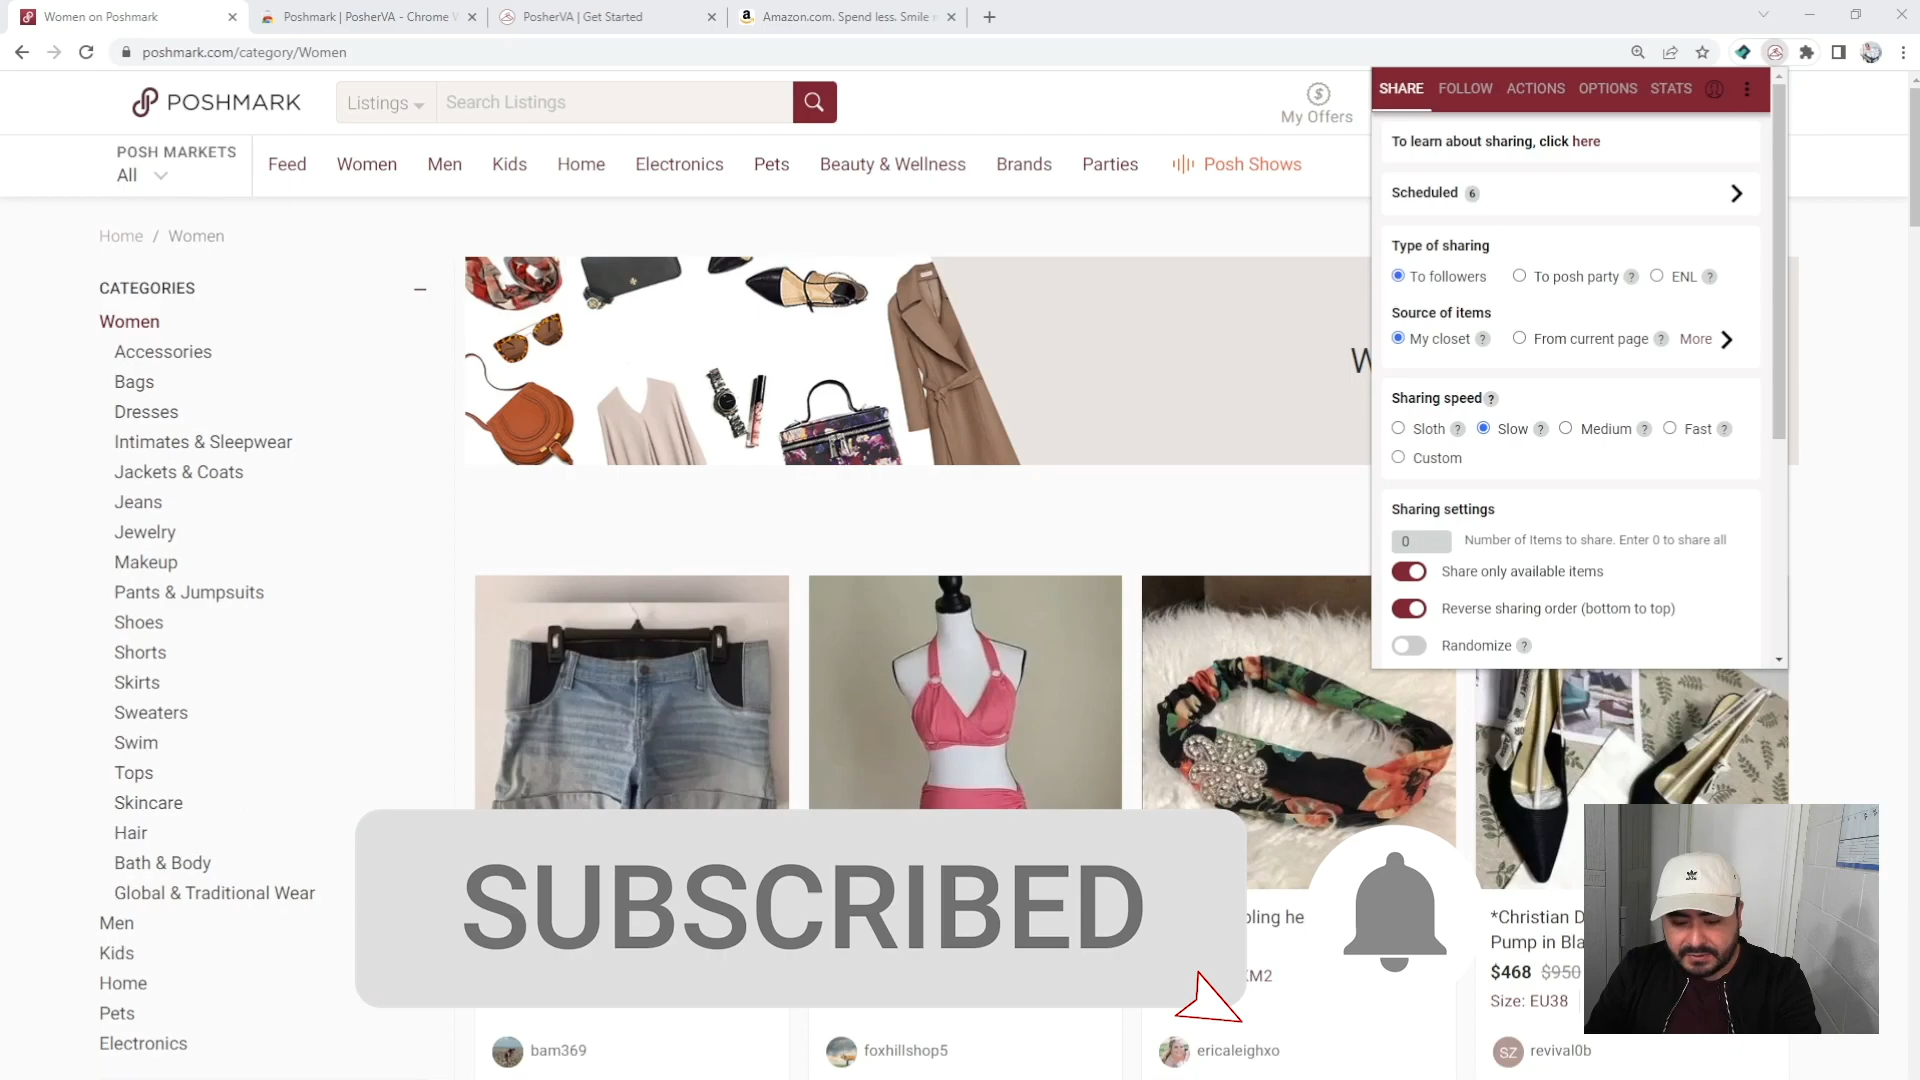 Women on Poshmark
Poshmark | PosherVA - Chrome W
PosherVA | Get Started
Amazon.com. Spend less. Smile m
poshmark.com/category/Women
POSHMARK
Listings
Search Listings
My Offers
POSH MARKETS
All
Feed
Women
Men
Kids
Home
Electronics
Pets
Beauty & Wellness
Brands
Parties
Posh Shows
Home / Women
CATEGORIES
Women
Accessories
Bags
Dresses
Intimates & Sleepwear
Jackets & Coats
Jeans
Jewelry
Makeup
Pants & Jumpsuits
Shoes
Shorts
Skirts
Sweaters
Swim
Tops
Skincare
Hair
Bath & Body
Global & Traditional Wear
Men
Kids
Home
Pets
Electronics
W
SHARE FOLLOW ACTIONS OPTIONS STATS
To learn about sharing, click here
Scheduled 6
Type of sharing
To followers To posh party ? ENL ?
Source of items
My closet ? From current page ? More
Sharing speed ?
Sloth ? Slow ? Medium ? Fast ?
Custom
Sharing settings
0 Number of Items to share. Enter 0 to share all
Share only available items
Reverse sharing order (bottom to top)
Randomize ?
SUBSCRIBED
bling he
KM2
*Christian D
Pump in Bla
$468 $950
Size: EU38
bam369
foxhillshop5
ericaleighxo
SZ revival0b